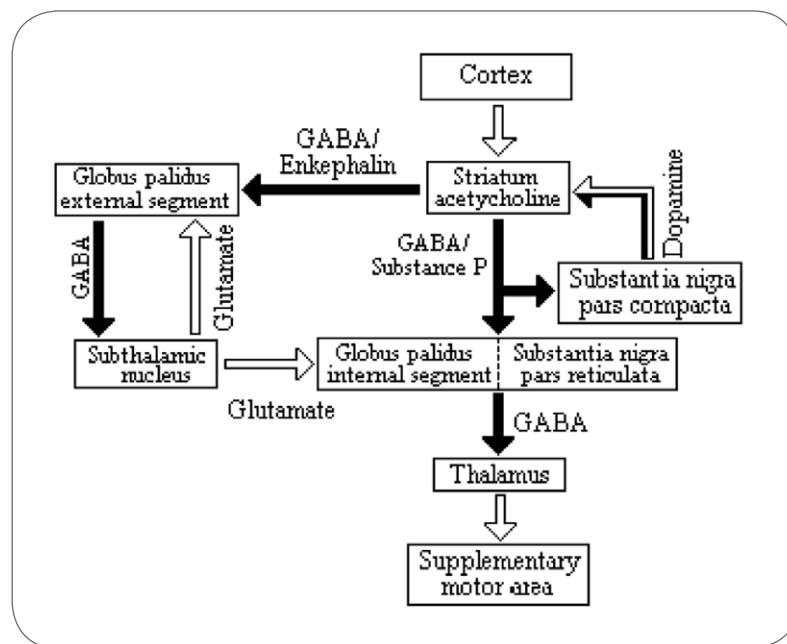 Cortex
GABA/
Enkephalin
Globus palidus
external segment
Striatum
acetycholine
Dopamine
GABA
Glutamate
GABA/
Substance P
Substantia nigra
pars compacta
Subthalamic
nucleus
Globus palidus
internal segment
Substantia nigra
pars reticulata
Glutamate
GABA
Thalamus
Supplementary
motor area